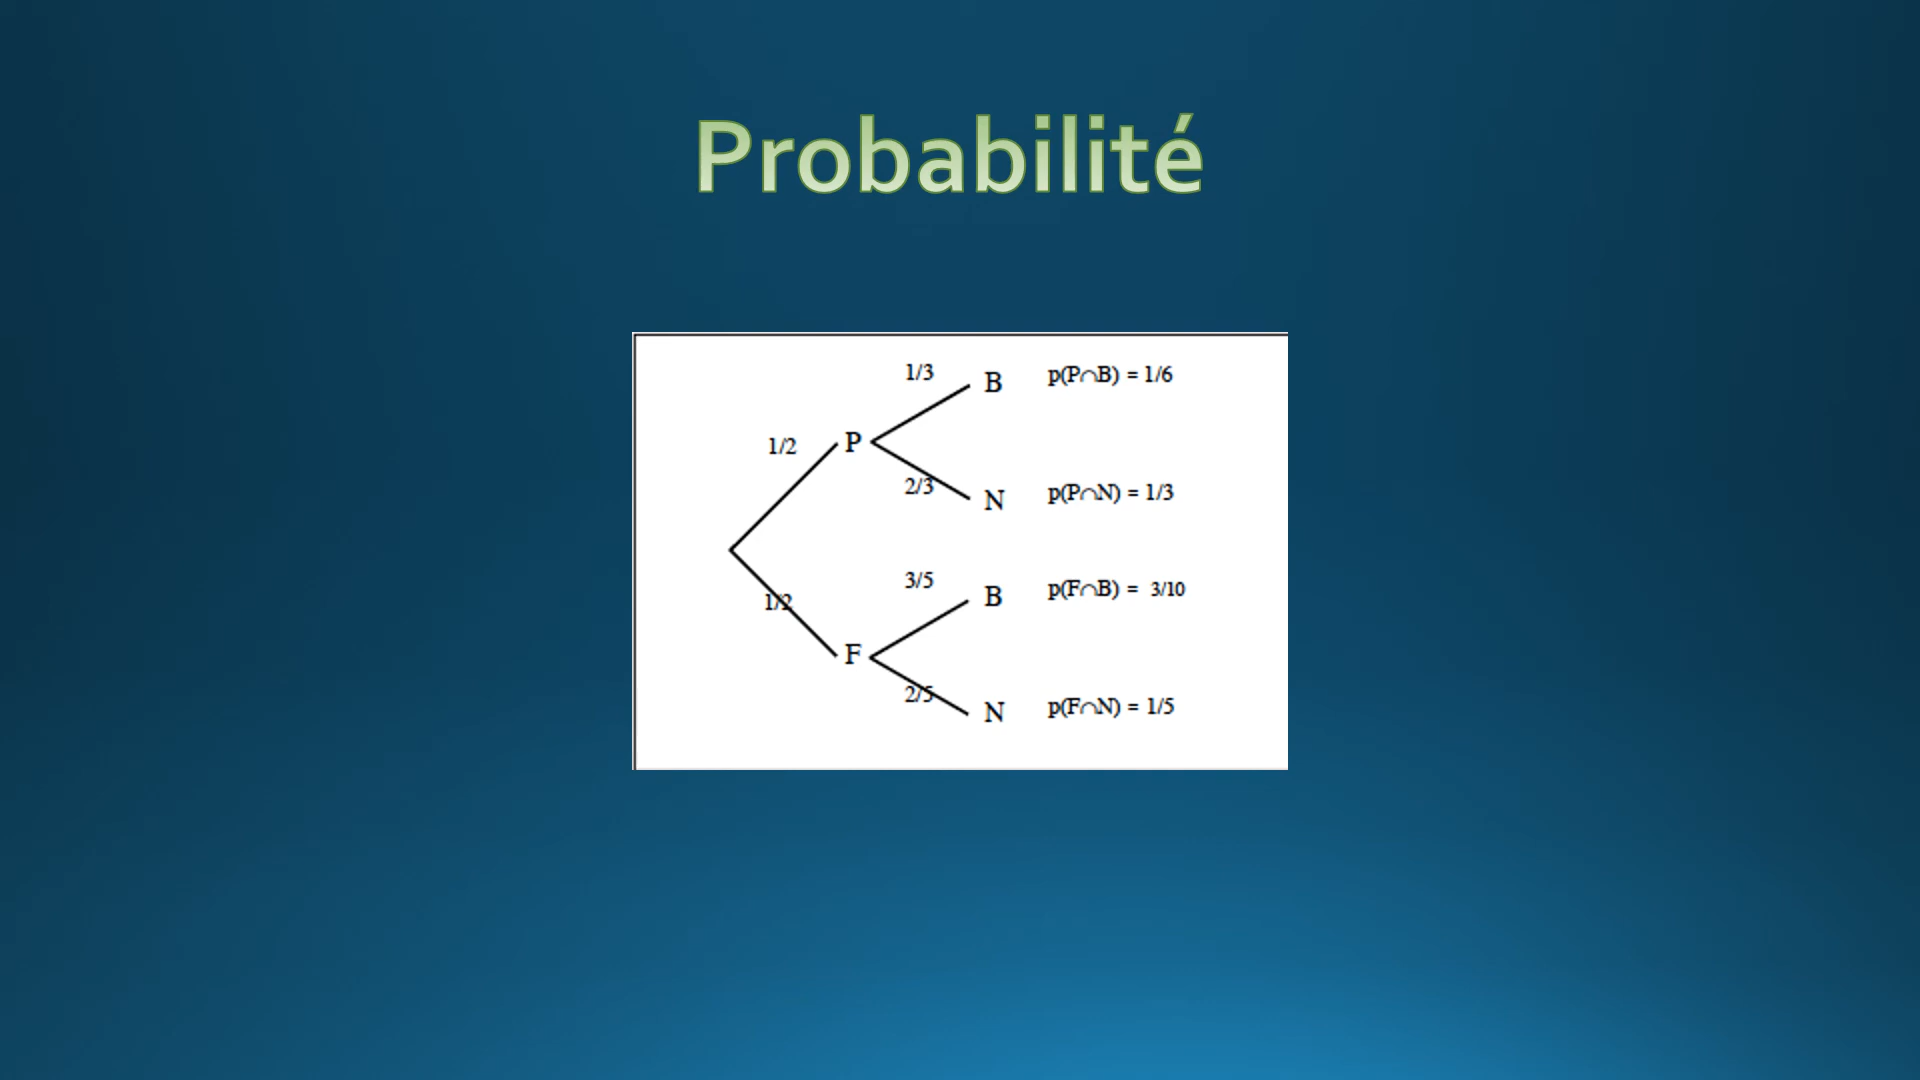 Probabilité
1/3
B
p(P∩B) = 1/6
1/2
P
2/3
N
p(P∩N) = 1/3
3/5
B
p(F∩B) = 3/10
1/2
F
2/5
N
p(F∩N) = 1/5